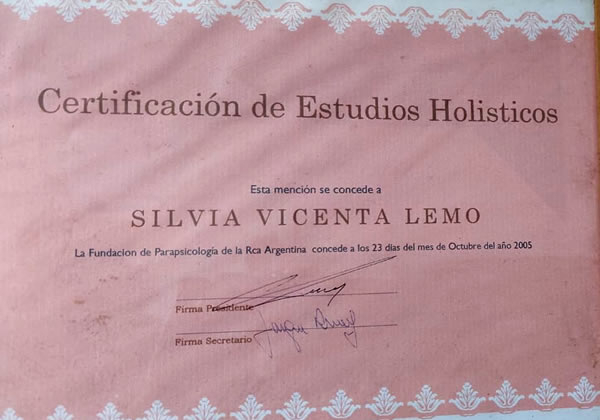 Certificación de Estudios Holisticos
Esta mención se concede a
SILVIA VICENTA LEMO
La Fundacion de Parapsicología de la Rca Argentina concede a los 23 dias del mes de Octubre del año 2005
Firma Presidente
Firma Secretario